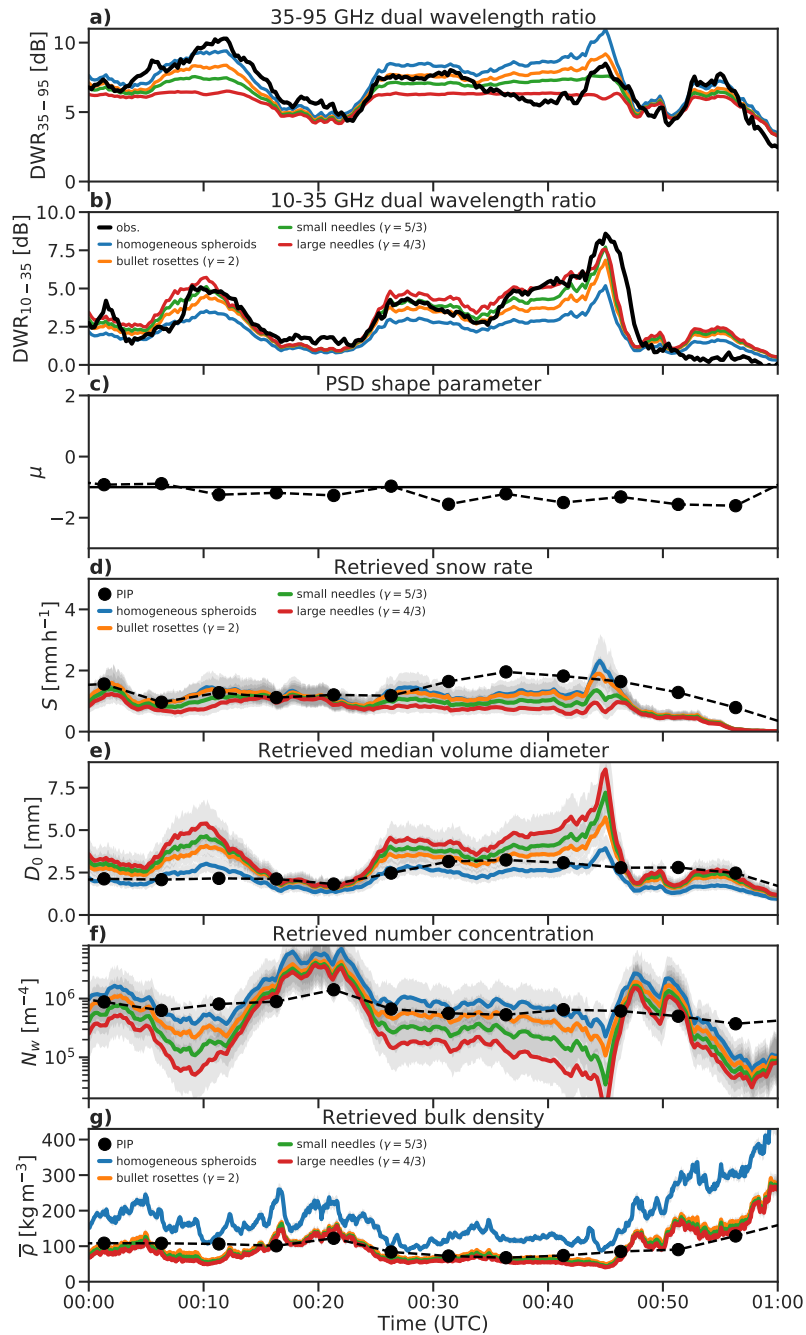 a) 35-95 GHz dual wavelength ratio
10
5
0
DWR35 − 95 [dB]
b) 10-35 GHz dual wavelength ratio
10.0
7.5
5.0
2.5
0.0
DWR10 − 35 [dB]
obs.
homogeneous spheroids
bullet rosettes (γ = 2)
small needles (γ = 5/3)
large needles (γ = 4/3)
c) PSD shape parameter
2
0
−2
μ
d) Retrieved snow rate
4
2
0
S [mm h−1]
PIP
homogeneous spheroids
bullet rosettes (γ = 2)
small needles (γ = 5/3)
large needles (γ = 4/3)
e) Retrieved median volume diameter
7.5
5.0
2.5
0.0
D0 [mm]
f) Retrieved number concentration
10^6
10^5
Nw [m−4]
g) Retrieved bulk density
400
300
200
100
0
ρ̅ [kg m−3]
PIP
homogeneous spheroids
bullet rosettes (γ = 2)
small needles (γ = 5/3)
large needles (γ = 4/3)
00:00 00:10 00:20 00:30 00:40 00:50 01:00
Time (UTC)